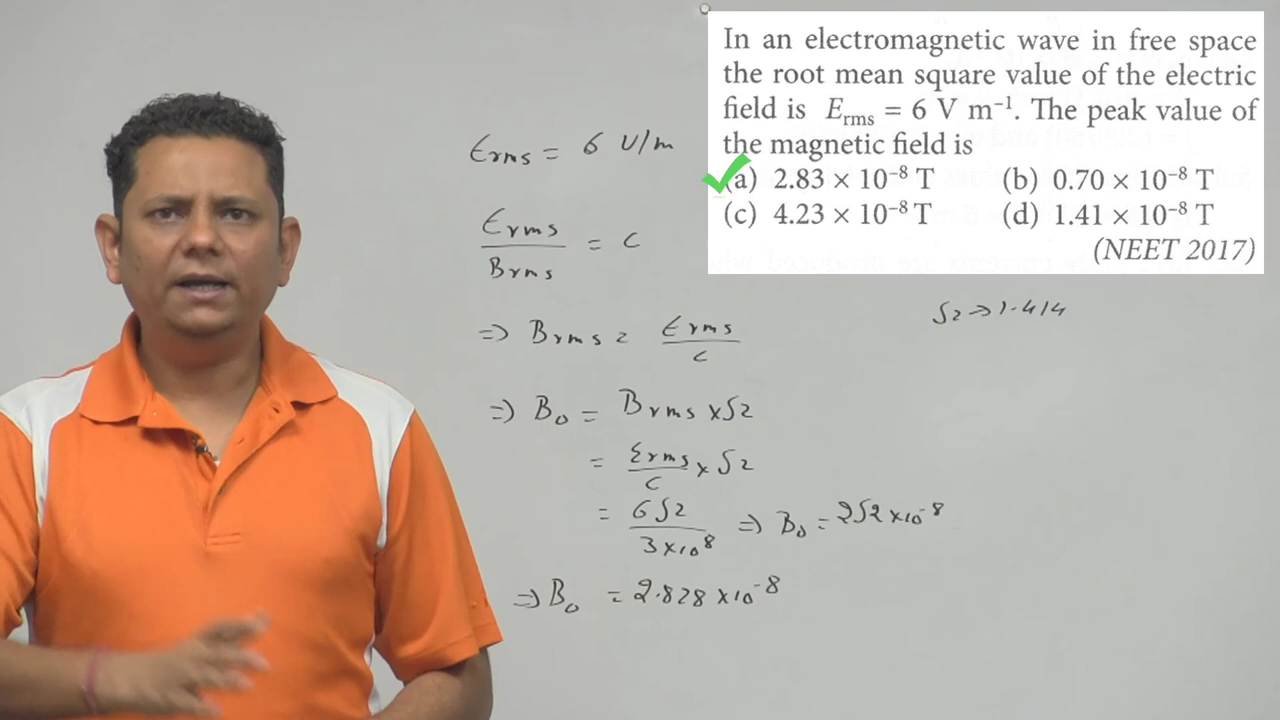 In an electromagnetic wave in free space
the root mean square value of the electric
field is E_rms = 6 V m⁻¹. The peak value of
the magnetic field is
(a) 2.83 × 10⁻⁸ T (b) 0.70 × 10⁻⁸ T
(c) 4.23 × 10⁻⁸ T (d) 1.41 × 10⁻⁸ T
(NEET 2017)
Erms = 6 V/m
Erms / Brms = c
=> Brms = Erms / c
√2 → 1.414
=> B₀ = Brms × √2
= Erms / c × √2
= 6√2 / 3×10⁸ => B₀ = 2√2 × 10⁻⁸
=> B₀ = 2.828 × 10⁻⁸